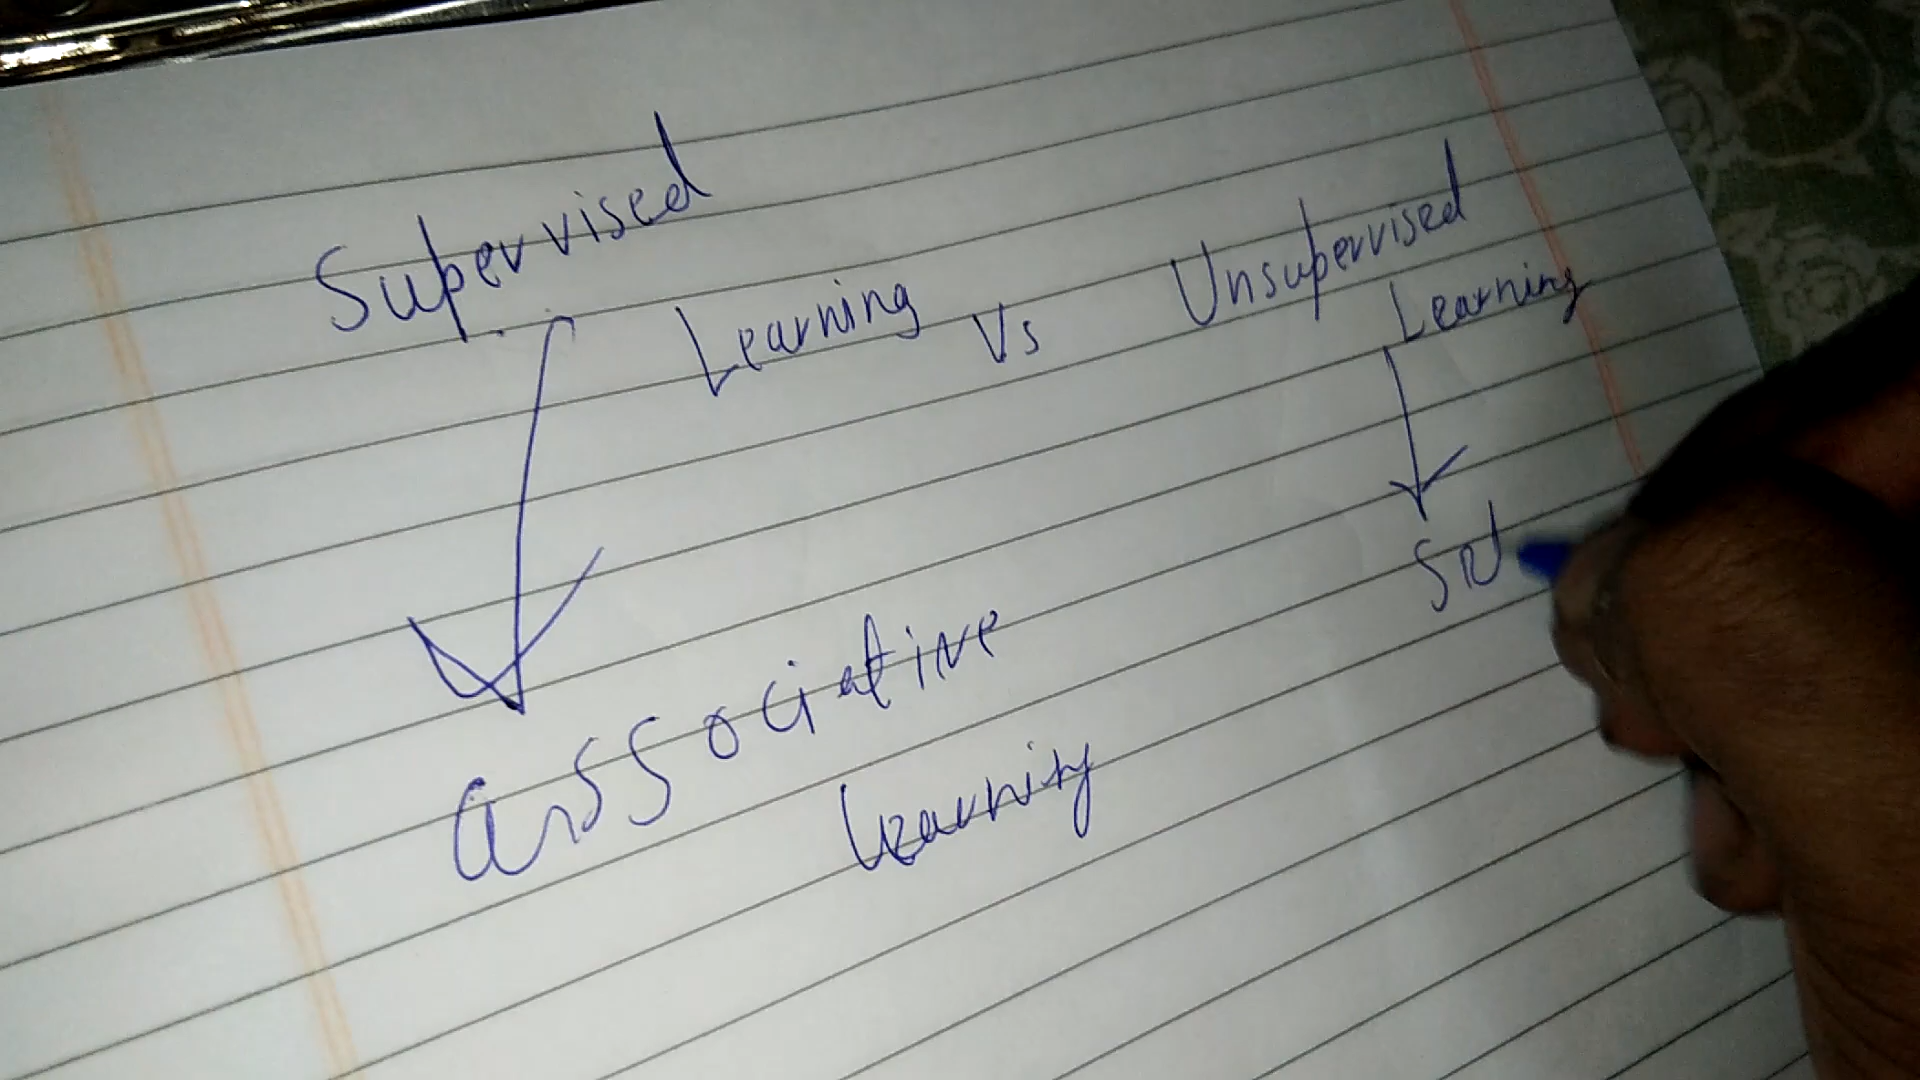 Supervised Learning Vs Unsupervised Learning
associative
learning